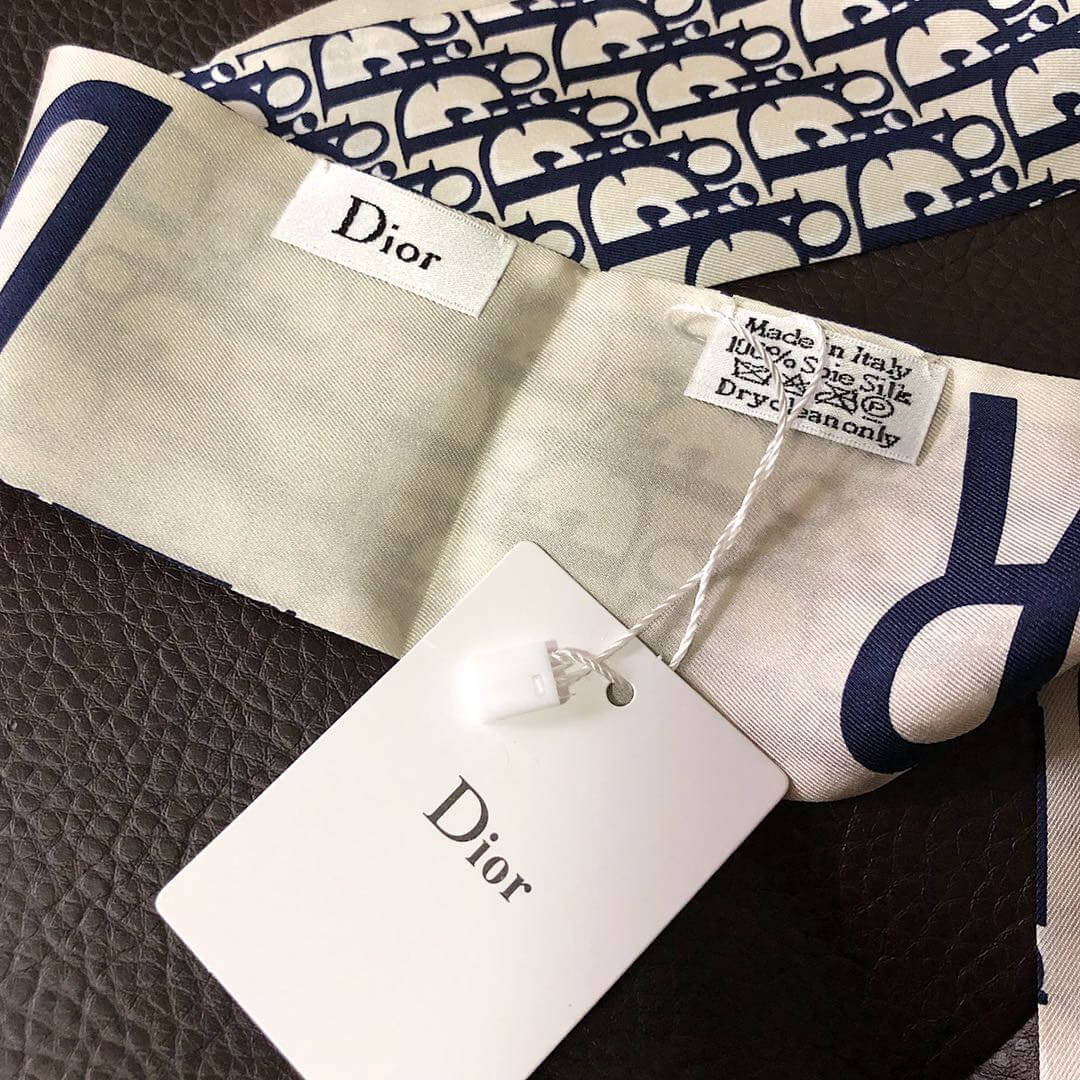 Dior
Made in Italy
100% Soie Silk
P
Dry clean only
Dior